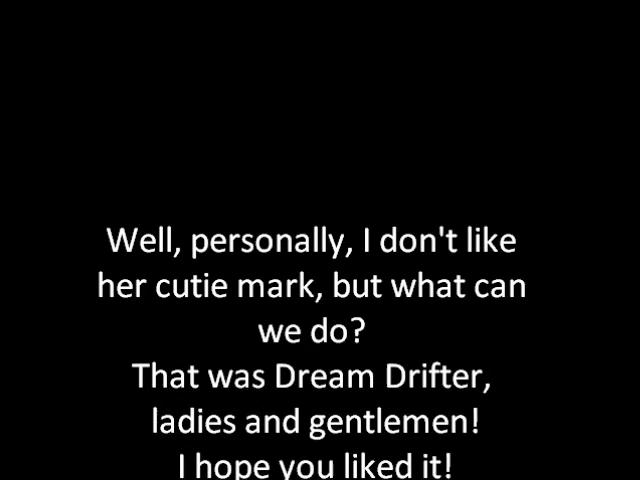 Well, personally, I don't like
her cutie mark, but what can
we do?
That was Dream Drifter,
ladies and gentlemen!
I hope you liked it!